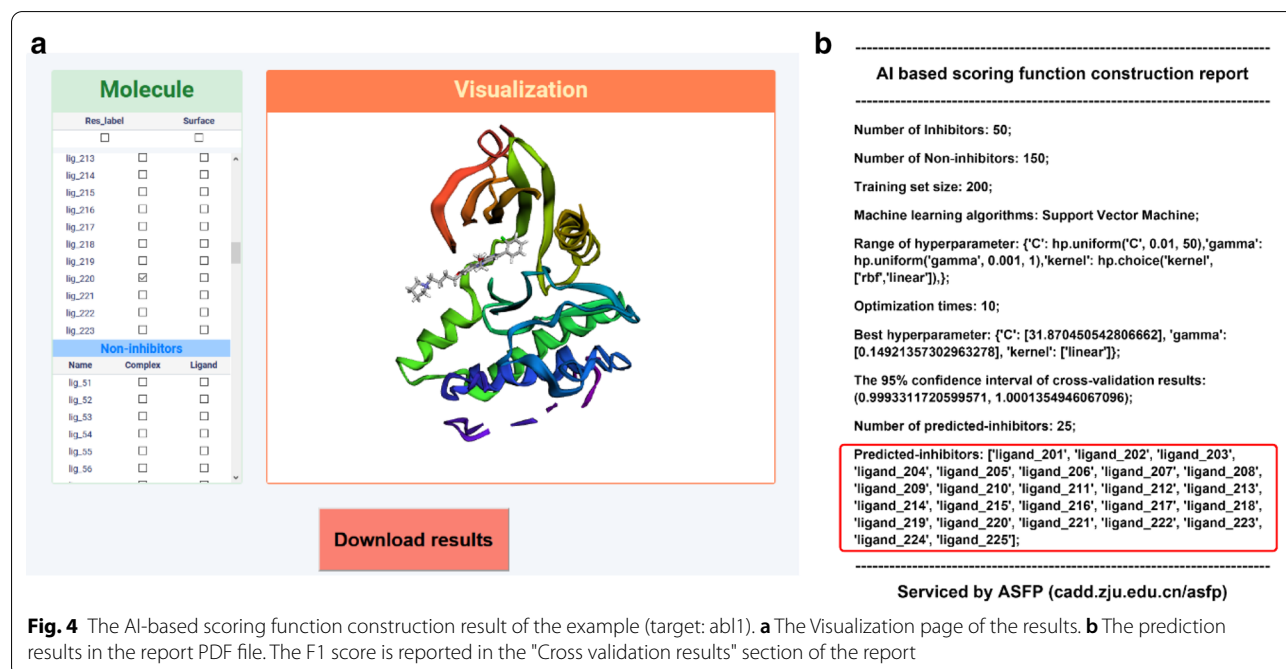 a
Molecule
Res_label Surface
lig_213
lig_214
lig_215
lig_216
lig_217
lig_218
lig_219
lig_220
lig_221
lig_222
lig_223
Non-inhibitors
Name Complex Ligand
lig_51
lig_52
lig_53
lig_54
lig_55
lig_56
Visualization
Download results
b
AI based scoring function construction report
Number of Inhibitors: 50;
Number of Non-inhibitors: 150;
Training set size: 200;
Machine learning algorithms: Support Vector Machine;
Range of hyperparameter: {'C': hp.uniform('C', 0.01, 50),'gamma':
hp.uniform('gamma', 0.001, 1),'kernel': hp.choice('kernel',
['rbf','linear']),};
Optimization times: 10;
Best hyperparameter: {'C': [31.870450542806662], 'gamma':
[0.14921357302963278], 'kernel': ['linear']};
The 95% confidence interval of cross-validation results:
(0.9993311720599571, 1.0001354946067096);
Number of predicted-inhibitors: 25;
Predicted-inhibitors: ['ligand_201', 'ligand_202', 'ligand_203',
'ligand_204', 'ligand_205', 'ligand_206', 'ligand_207', 'ligand_208',
'ligand_209', 'ligand_210', 'ligand_211', 'ligand_212', 'ligand_213',
'ligand_214', 'ligand_215', 'ligand_216', 'ligand_217', 'ligand_218',
'ligand_219', 'ligand_220', 'ligand_221', 'ligand_222', 'ligand_223',
'ligand_224', 'ligand_225'];
Serviced by ASFP (cadd.zju.edu.cn/asfp)
Fig. 4 The AI-based scoring function construction result of the example (target: abl1). a The Visualization page of the results. b The prediction
results in the report PDF file. The F1 score is reported in the "Cross validation results" section of the report